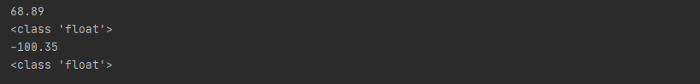 68.89
<class 'float'>
-100.35
<class 'float'>